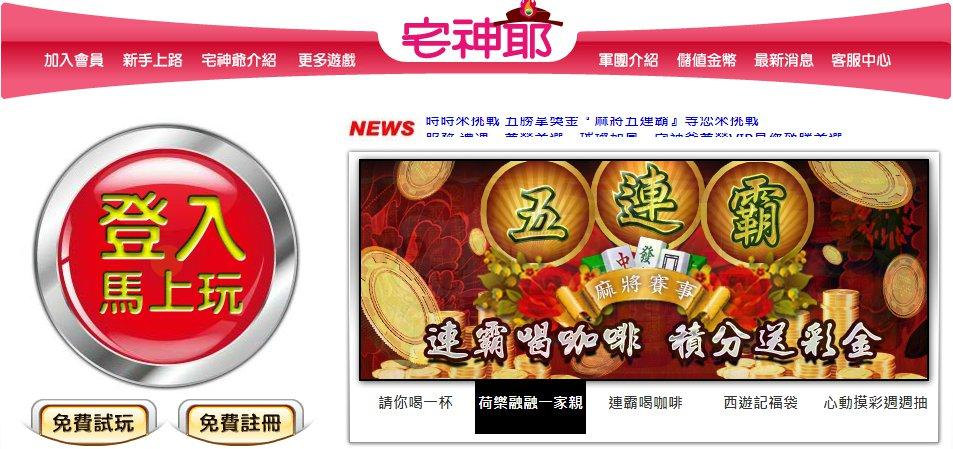 宅神耶
加入會員 新手上路 宅神爺介紹 更多遊戲 軍團介紹 儲值金幣 最新消息 客服中心
NEWS
時時來挑戰 五勝拿獎金『麻將五連霸』等您來挑戰
登入
馬上玩
五連霸
中 發
麻將賽事
連霸喝咖啡 積分送彩金
請你喝一杯 荷樂融融一家親 連霸喝咖啡 西遊記福袋 心動摸彩週週抽
免費試玩 免費註冊